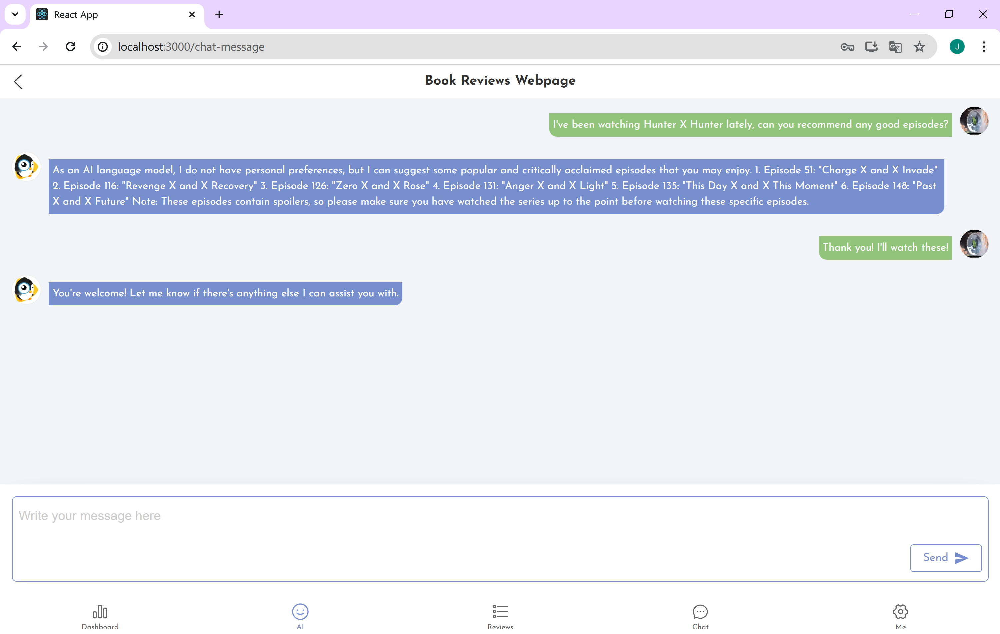 React App
localhost:3000/chat-message
J
Book Reviews Webpage
I've been watching Hunter X Hunter lately, can you recommend any good episodes?
As an AI language model, I do not have personal preferences, but I can suggest some popular and critically acclaimed episodes that you may enjoy. 1. Episode 51: "Charge X and X Invade"
2. Episode 116: "Revenge X and X Recovery" 3. Episode 126: "Zero X and X Rose" 4. Episode 131: "Anger X and X Light" 5. Episode 135: "This Day X and X This Moment" 6. Episode 148: "Past
X and X Future" Note: These episodes contain spoilers, so please make sure you have watched the series up to the point before watching these specific episodes.
Thank you! I'll watch these!
You're welcome! Let me know if there's anything else I can assist you with.
Write your message here
Send
Dashboard
AI
Reviews
Chat
Me